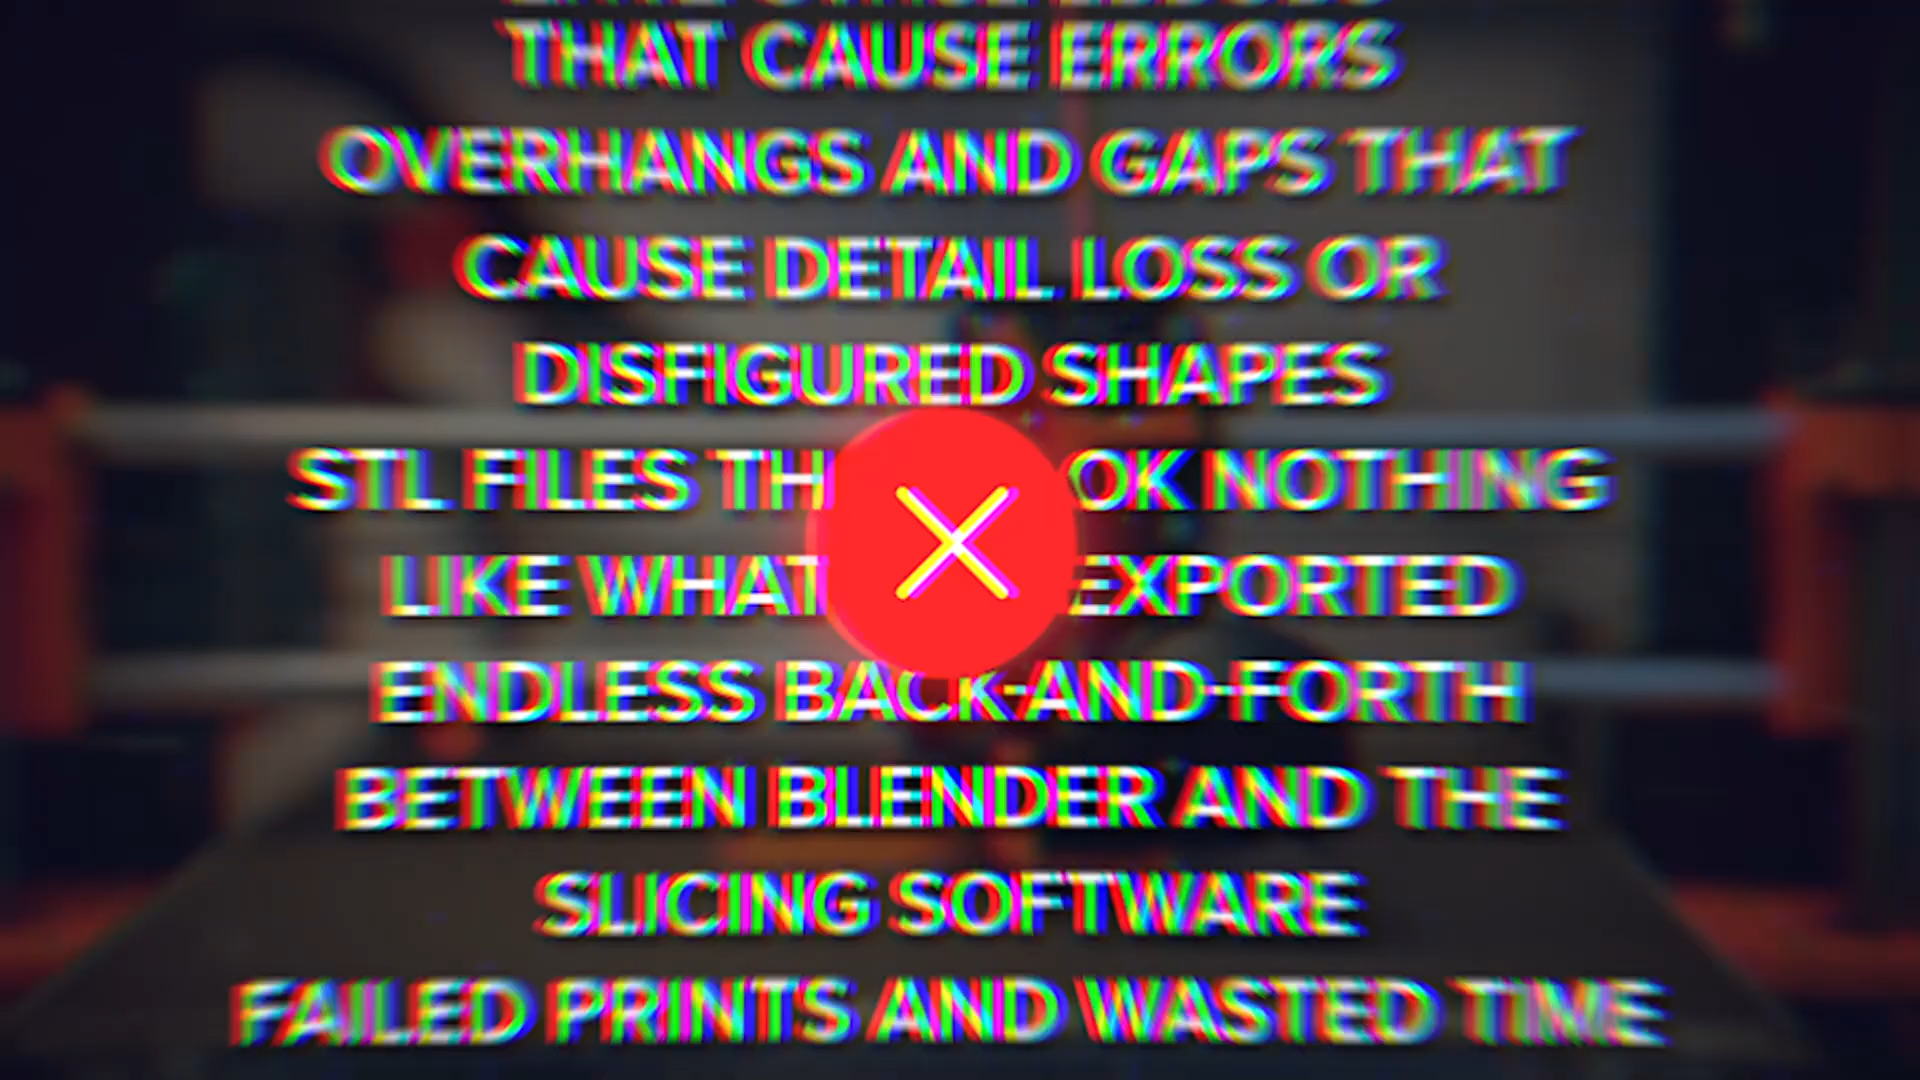 THAT CAUSE ERRORS
OVERHANGS AND GAPS THAT
CAUSE DETAIL LOSS OR
DISFIGURED SHAPES
STL FILES NOTHING
LIKE WHAT EXPORTED
ENDLESS BACK-AND-FORTH
BETWEEN BLENDER AND THE
SLICING SOFTWARE
FAILED PRINTS AND WASTED TIME